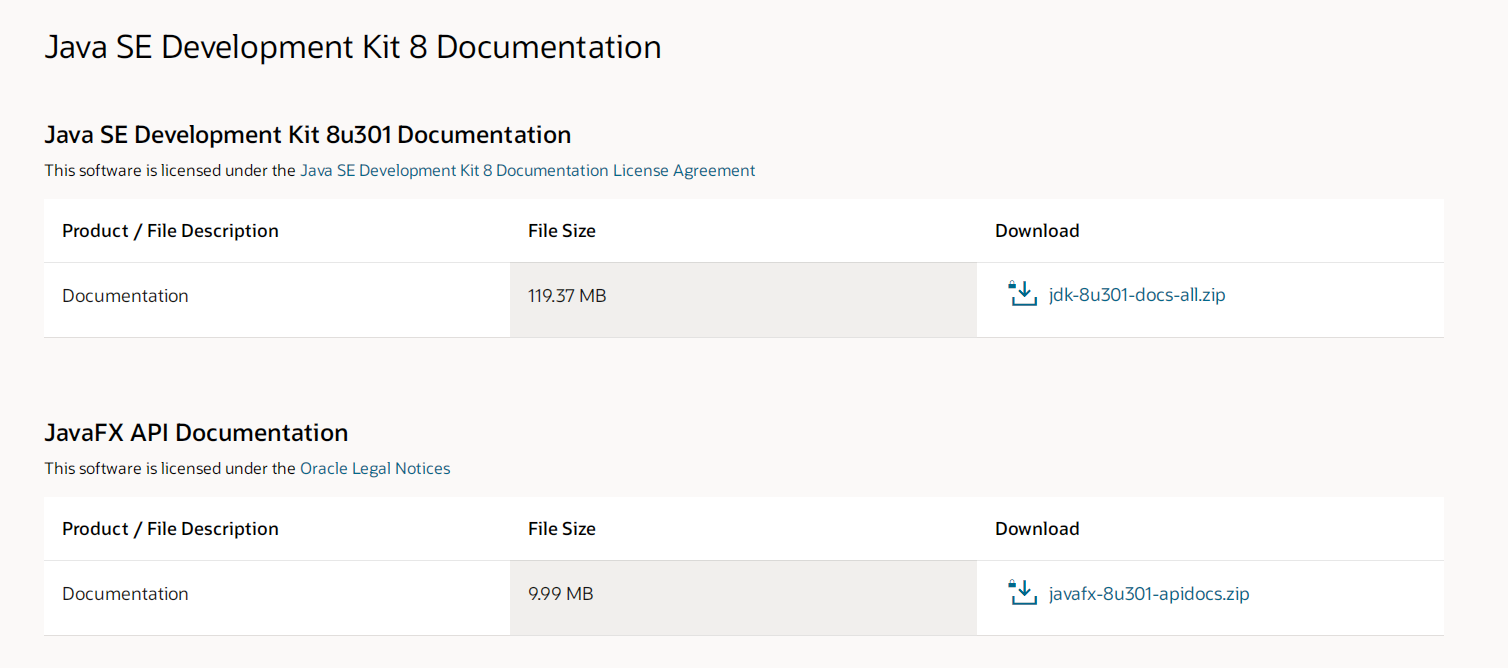 Java SE Development Kit 8 Documentation
Java SE Development Kit 8u301 Documentation
This software is licensed under the Java SE Development Kit 8 Documentation License Agreement
Product / File Description File Size Download
Documentation 119.37 MB jdk-8u301-docs-all.zip
JavaFX API Documentation
This software is licensed under the Oracle Legal Notices
Product / File Description File Size Download
Documentation 9.99 MB javafx-8u301-apidocs.zip